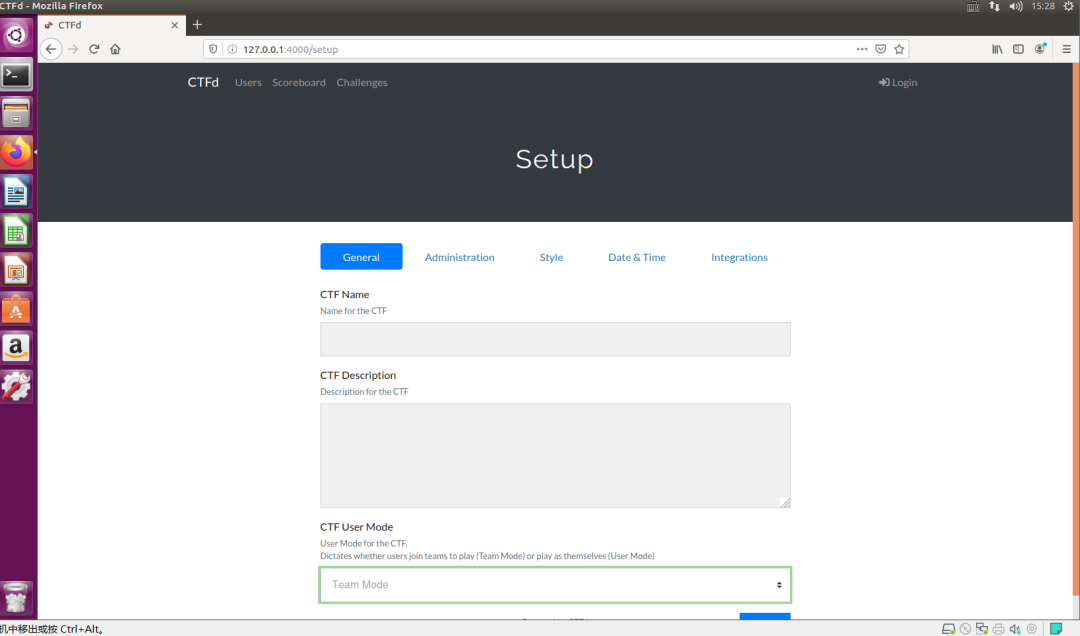 CTFd - Mozilla Firefox
15:28
CTFd
127.0.0.1:4000/setup
CTFd Users Scoreboard Challenges Login
Setup
General Administration Style Date & Time Integrations
CTF Name
Name for the CTF
CTF Description
Description for the CTF
CTF User Mode
User Mode for the CTF.
Dictates whether users join teams to play (Team Mode) or play as themselves (User Mode)
Team Mode
机中移出或按 Ctrl+Alt。